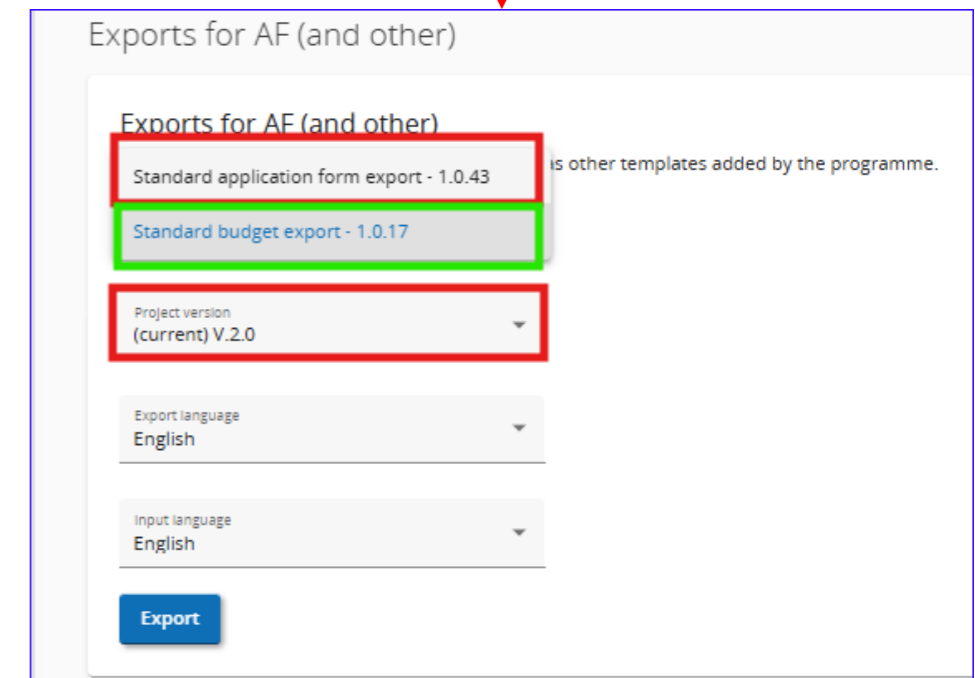 Exports for AF (and other)
Exports for AF (and other)
is other templates added by the programme.
Standard application form export - 1.0.43
Standard budget export - 1.0.17
Project version
(current) V.2.0
Export language
English
Input language
English
Export